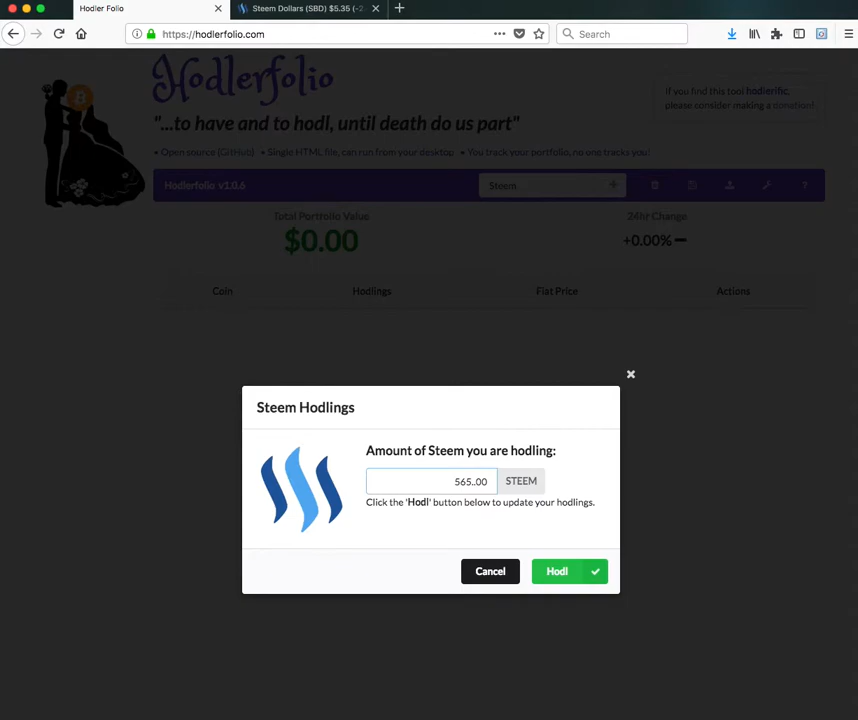 Hodler Folio
Steem Dollars (SBD) $5.35 (-2
https://hodlerfolio.com
Search
Hodlerfolio
"...to have and to hodl, until death do us part"
• Open source (GitHub) • Single HTML file, can run from your desktop • You track your portfolio, no one tracks you!
If you find this tool hodlerific,
please consider making a donation!
Hodlerfolio v1.0.6
Steem
?
Total Portfolio Value
$0.00
24hr Change
+0.00%
Coin
Hodlings
Fiat Price
Actions
Steem Hodlings
Amount of Steem you are hodling:
565..00
STEEM
Click the 'Hodl' button below to update your hodlings.
Cancel
Hodl